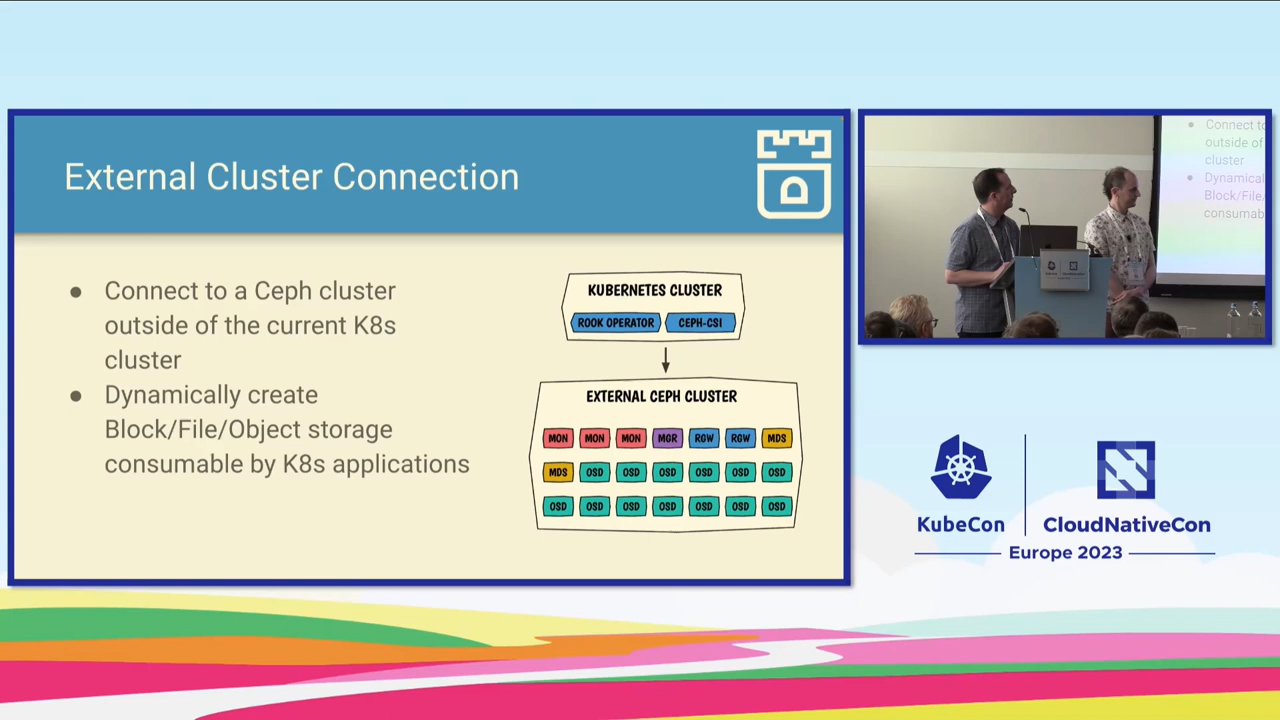 External Cluster Connection
● Connect to a Ceph cluster
outside of the current K8s
cluster
● Dynamically create
Block/File/Object storage
consumable by K8s applications
KUBERNETES CLUSTER
ROOK OPERATOR CEPH-CSI
EXTERNAL CEPH CLUSTER
MON MON MON MGR RGW RGW MDS
MDS OSD OSD OSD OSD OSD OSD
OSD OSD OSD OSD OSD OSD OSD
● Connect to
outside of
cluster
● Dynamical
Block/File/
consumab
KubeCon CloudNativeCon
KubeCon CloudNativeCon
Europe 2023